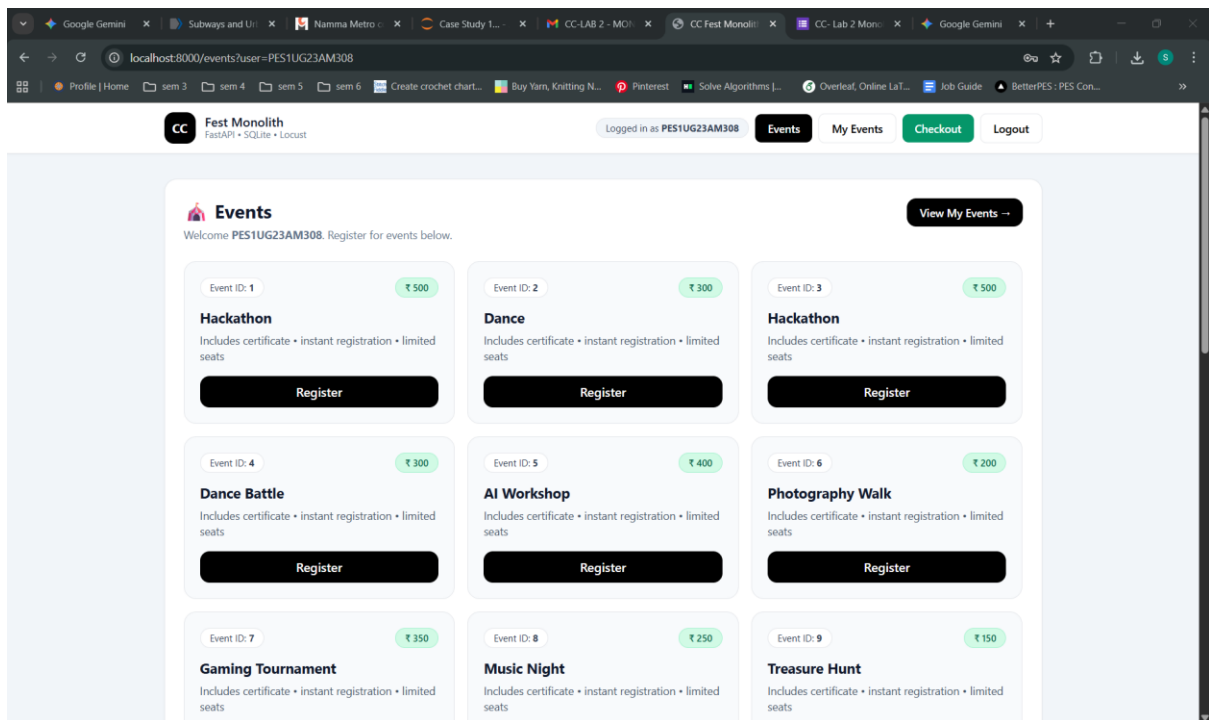 Google Gemini
Subways and Ur
Namma Metro
Case Study 1...
CC-LAB 2 - MON
CC Fest Monolit
CC- Lab 2 Mono
Google Gemini
localhost:8000/events?user=PES1UG23AM308
S
Profile | Home
sem 3
sem 4
sem 5
sem 6
Create crochet chart...
Buy Yarn, Knitting N...
Pinterest
Solve Algorithms |...
Overleaf, Online LaT...
Job Guide
BetterPES : PES Con...
CC
Fest Monolith
FastAPI • SQLite • Locust
Logged in as PES1UG23AM308
Events
My Events
Checkout
Logout
Events
View My Events →
Welcome PES1UG23AM308. Register for events below.
Event ID: 1
₹ 500
Hackathon
Includes certificate • instant registration • limited
seats
Register
Event ID: 2
₹ 300
Dance
Includes certificate • instant registration • limited
seats
Register
Event ID: 3
₹ 500
Hackathon
Includes certificate • instant registration • limited
seats
Register
Event ID: 4
₹ 300
Dance Battle
Includes certificate • instant registration • limited
seats
Register
Event ID: 5
₹ 400
AI Workshop
Includes certificate • instant registration • limited
seats
Register
Event ID: 6
₹ 200
Photography Walk
Includes certificate • instant registration • limited
seats
Register
Event ID: 7
₹ 350
Gaming Tournament
Includes certificate • instant registration • limited
seats
Event ID: 8
₹ 250
Music Night
Includes certificate • instant registration • limited
seats
Event ID: 9
₹ 150
Treasure Hunt
Includes certificate • instant registration • limited
seats